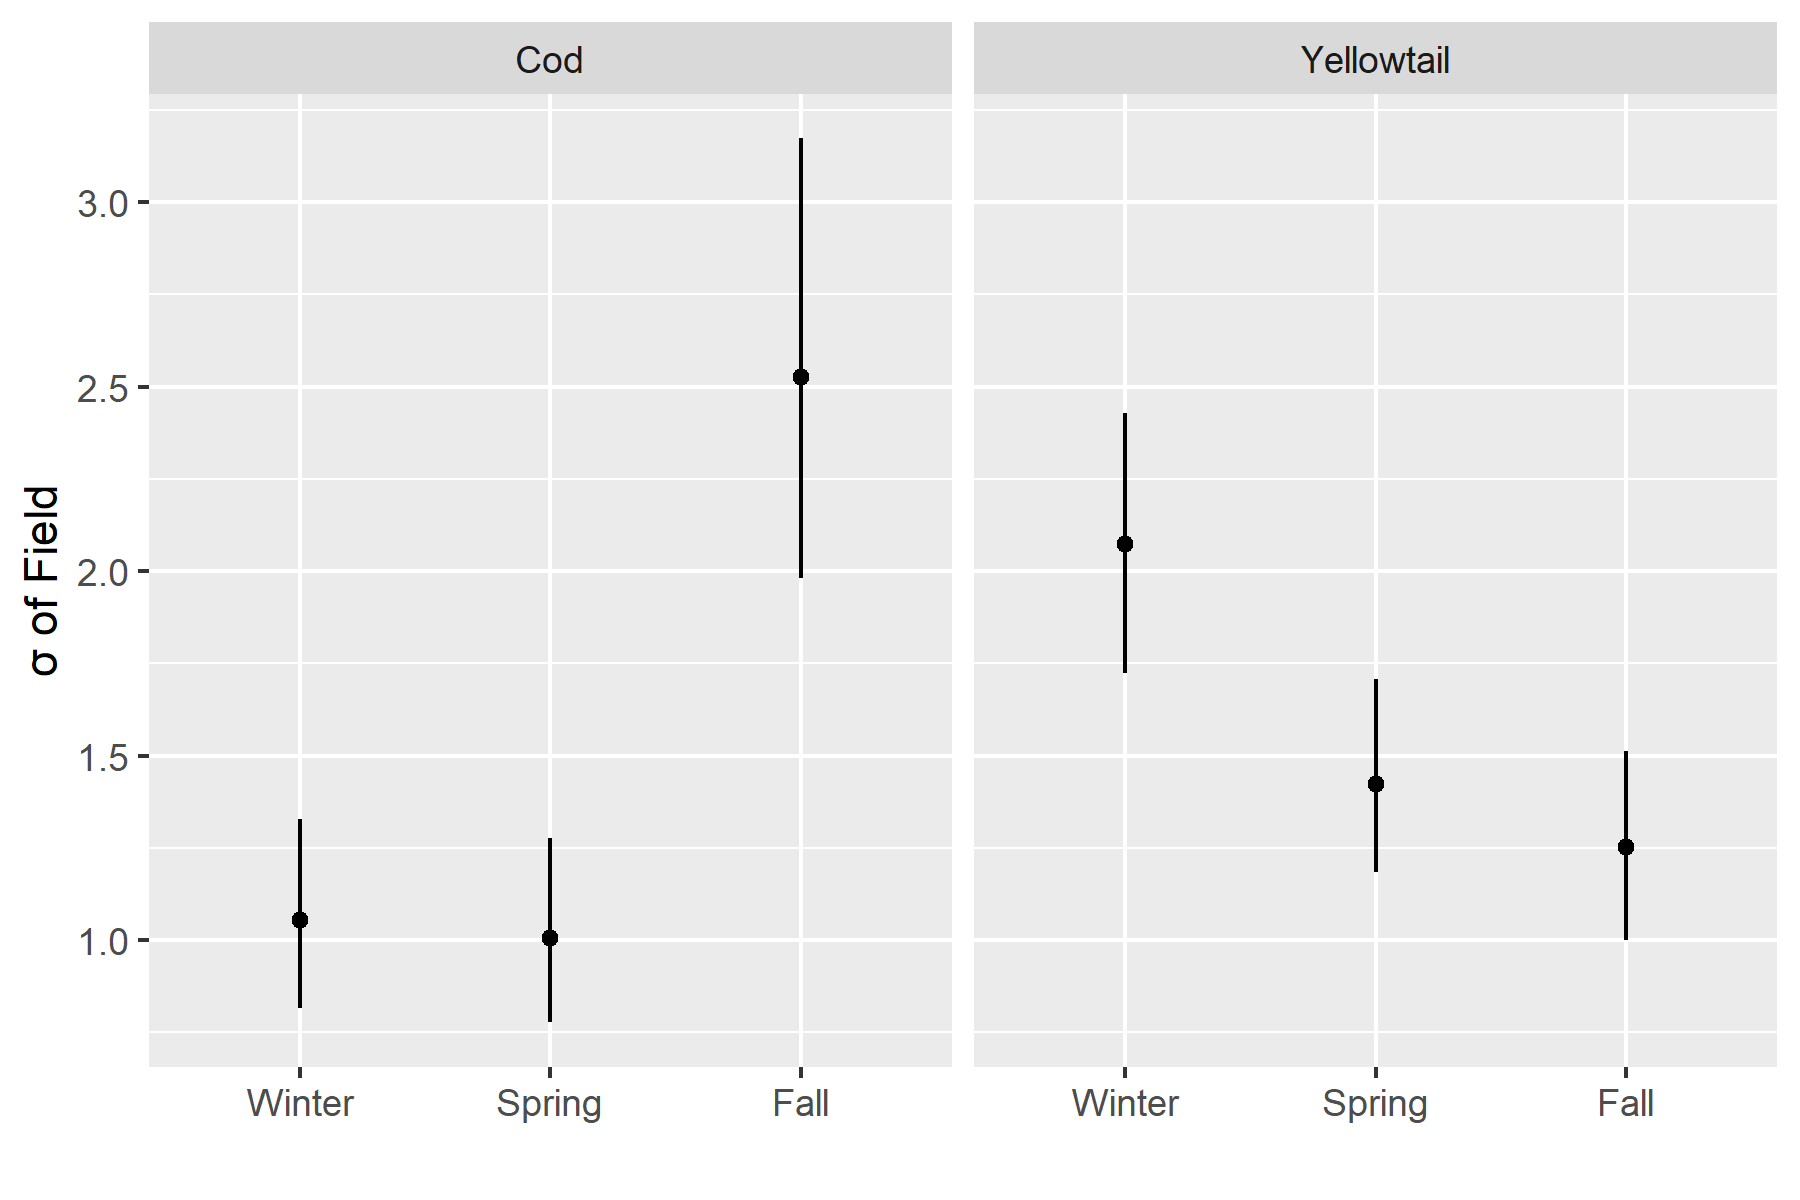 Cod
Yellowtail
3.0
2.5
2.0
1.5
1.0
σ of Field
Winter
Spring
Fall
Winter
Spring
Fall